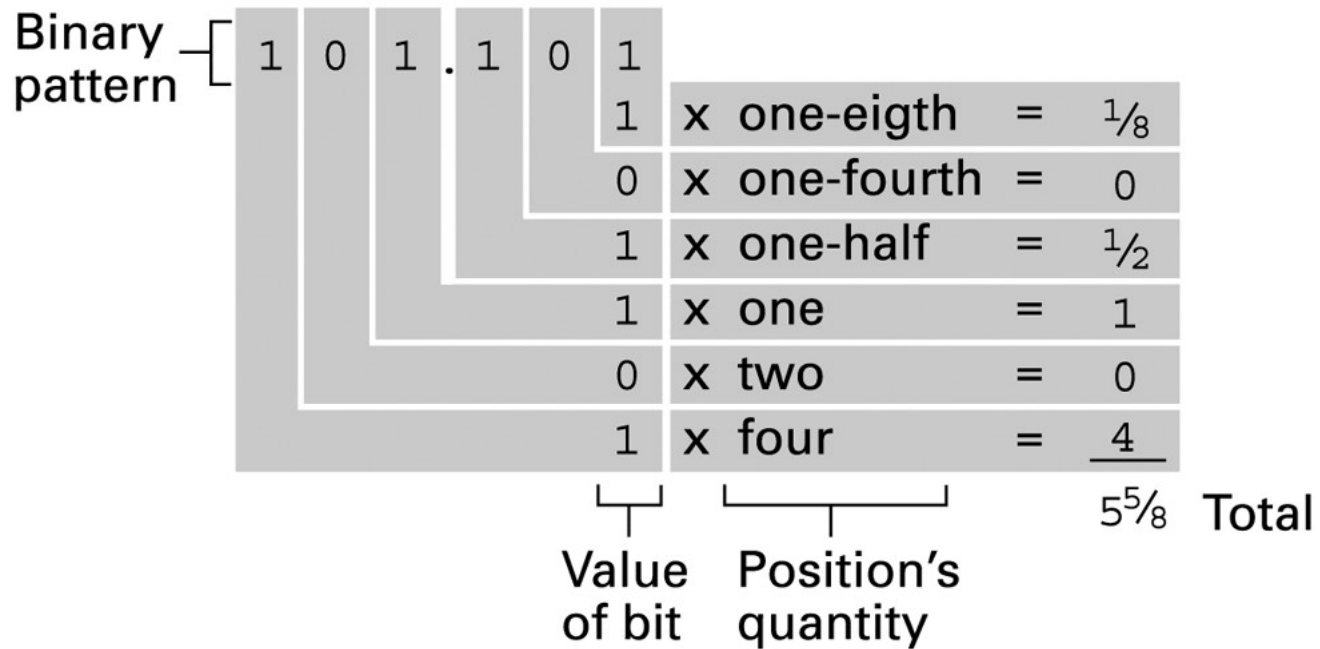 Binary
pattern
1 0 1 . 1 0 1
1 x one-eigth = 1/8
0 x one-fourth = 0
1 x one-half = 1/2
1 x one = 1
0 x two = 0
1 x four = 4
5 5/8 Total
Value
of bit
Position’s
quantity